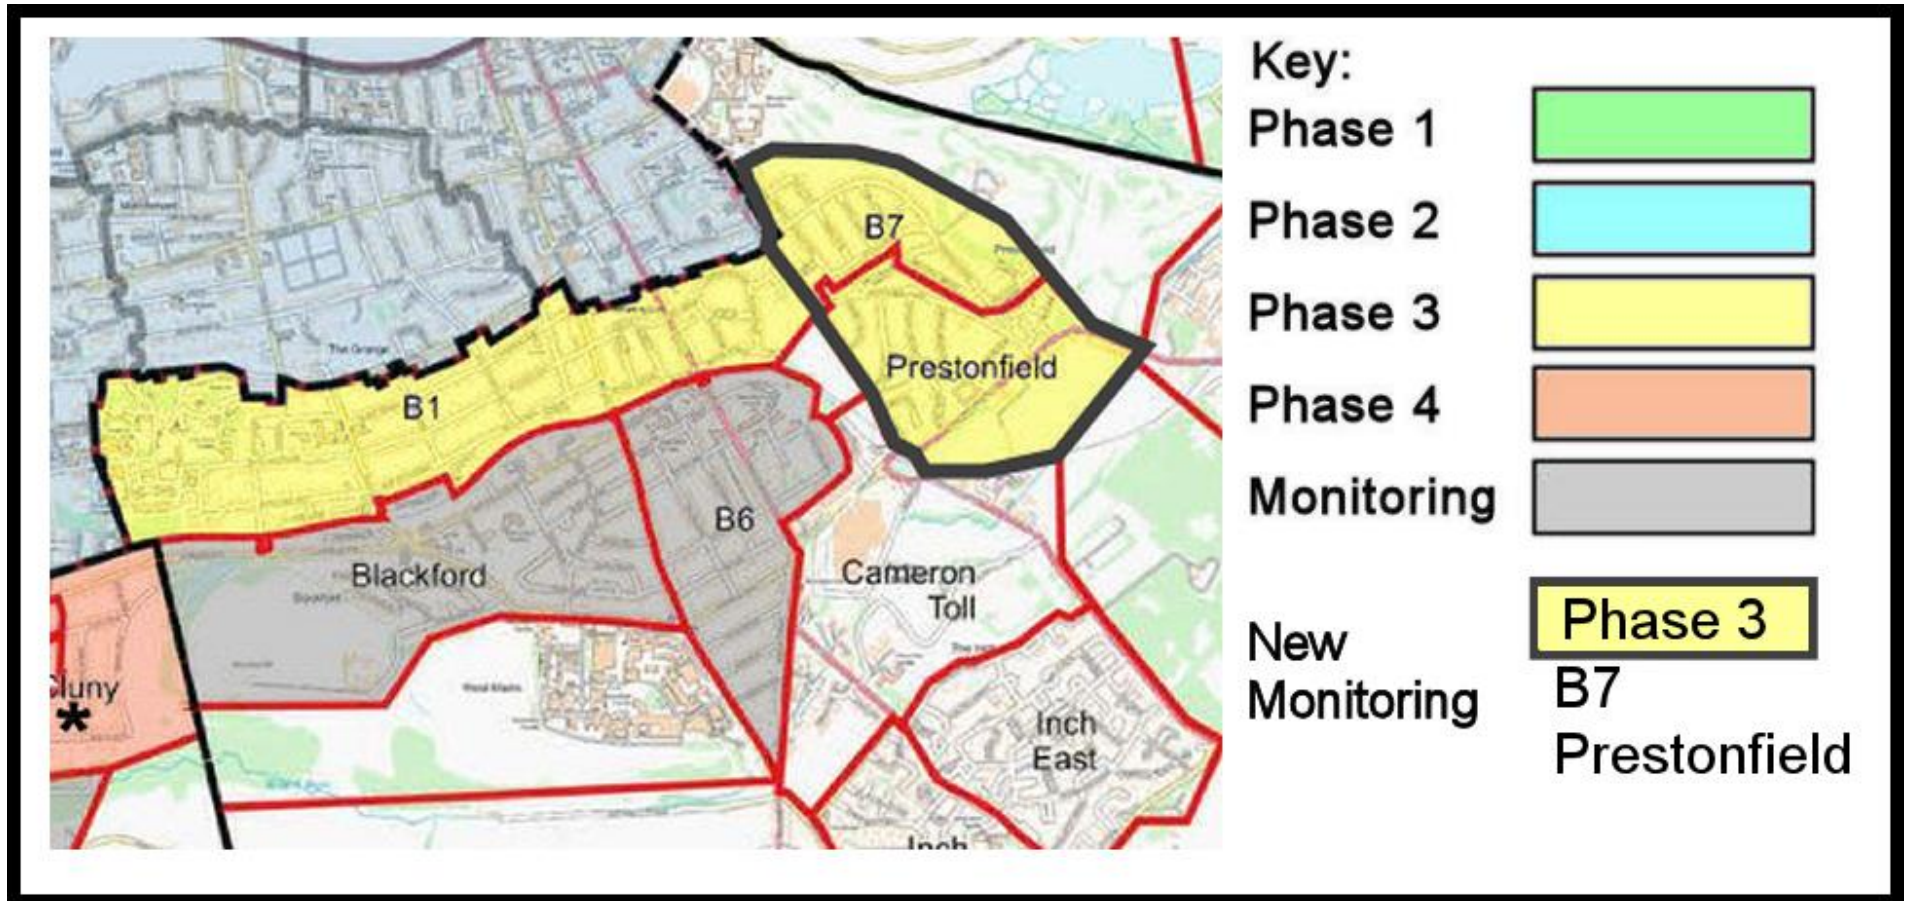 B7
Prestonfield
B1
B6
Blackford
Cameron
Toll
Cluny
*
Inch
East
Inch
The Grange
Key:
Phase 1
Phase 2
Phase 3
Phase 4
Monitoring
New
Monitoring
Phase 3
B7
Prestonfield